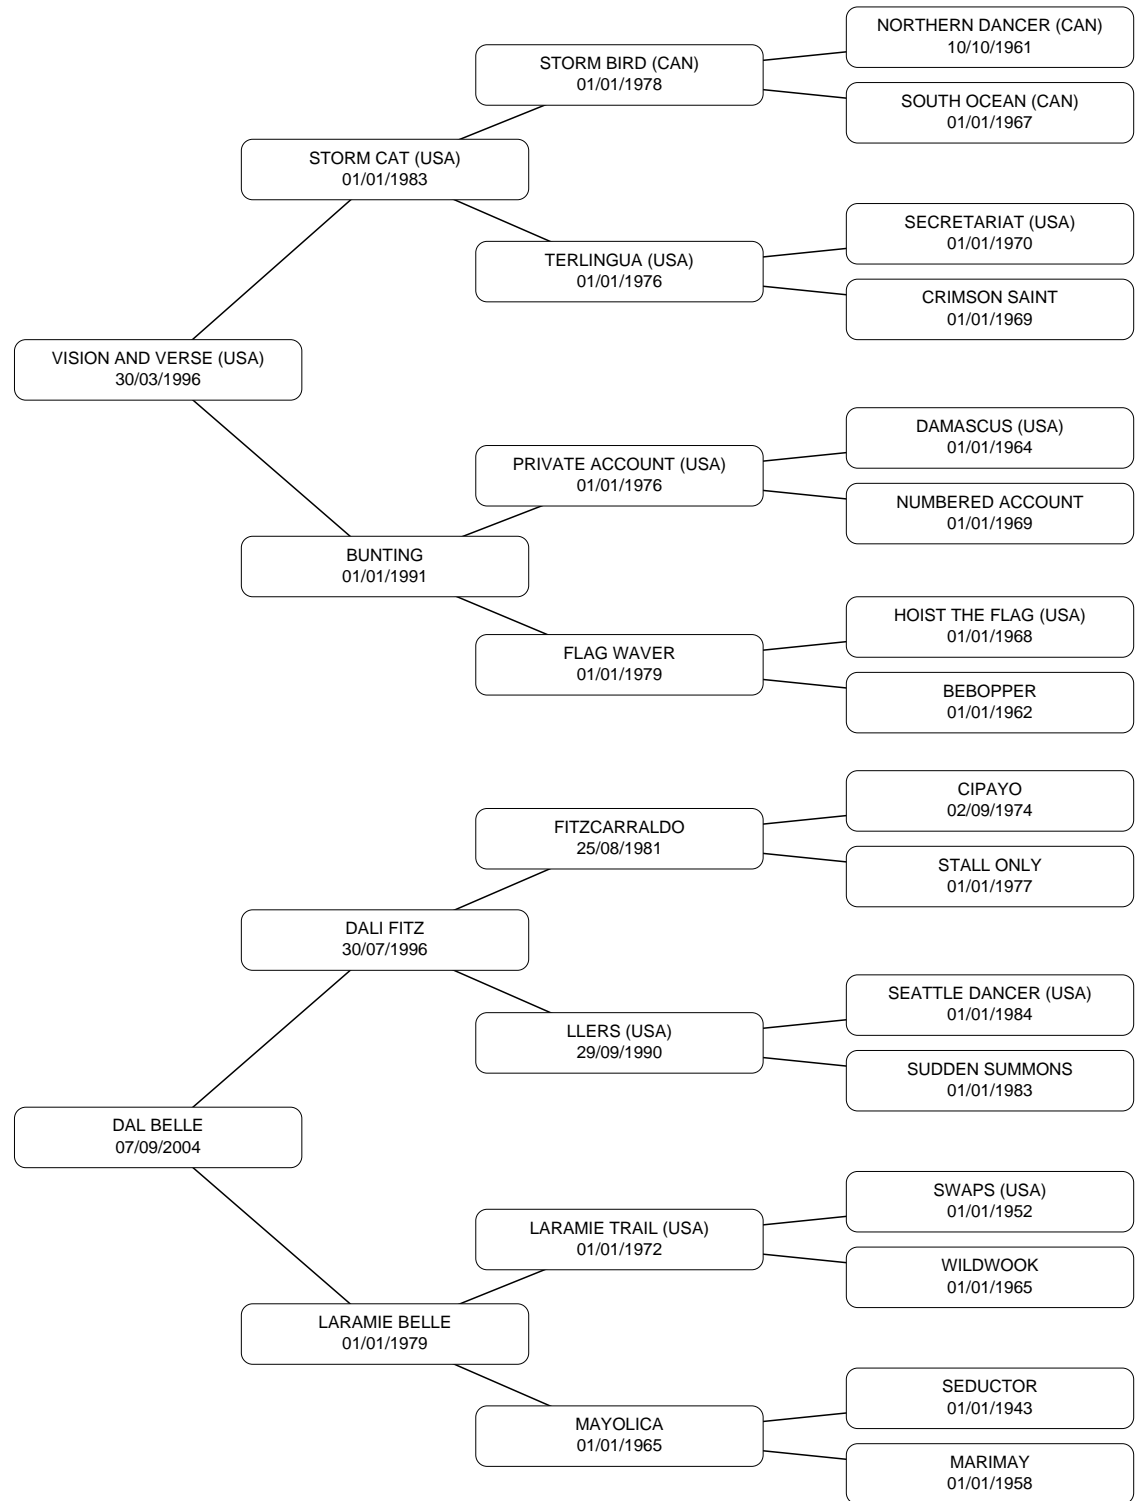 NORTHERN DANCER (CAN)
10/10/1961
STORM BIRD (CAN)
01/01/1978
SOUTH OCEAN (CAN)
01/01/1967
STORM CAT (USA)
01/01/1983
SECRETARIAT (USA)
01/01/1970
TERLINGUA (USA)
01/01/1976
CRIMSON SAINT
01/01/1969
VISION AND VERSE (USA)
30/03/1996
DAMASCUS (USA)
01/01/1964
PRIVATE ACCOUNT (USA)
01/01/1976
NUMBERED ACCOUNT
01/01/1969
BUNTING
01/01/1991
HOIST THE FLAG (USA)
01/01/1968
FLAG WAVER
01/01/1979
BEBOPPER
01/01/1962
CIPAYO
02/09/1974
FITZCARRALDO
25/08/1981
STALL ONLY
01/01/1977
DALI FITZ
30/07/1996
SEATTLE DANCER (USA)
01/01/1984
LLERS (USA)
29/09/1990
SUDDEN SUMMONS
01/01/1983
DAL BELLE
07/09/2004
SWAPS (USA)
01/01/1952
LARAMIE TRAIL (USA)
01/01/1972
WILDWOOK
01/01/1965
LARAMIE BELLE
01/01/1979
SEDUCTOR
01/01/1943
MAYOLICA
01/01/1965
MARIMAY
01/01/1958